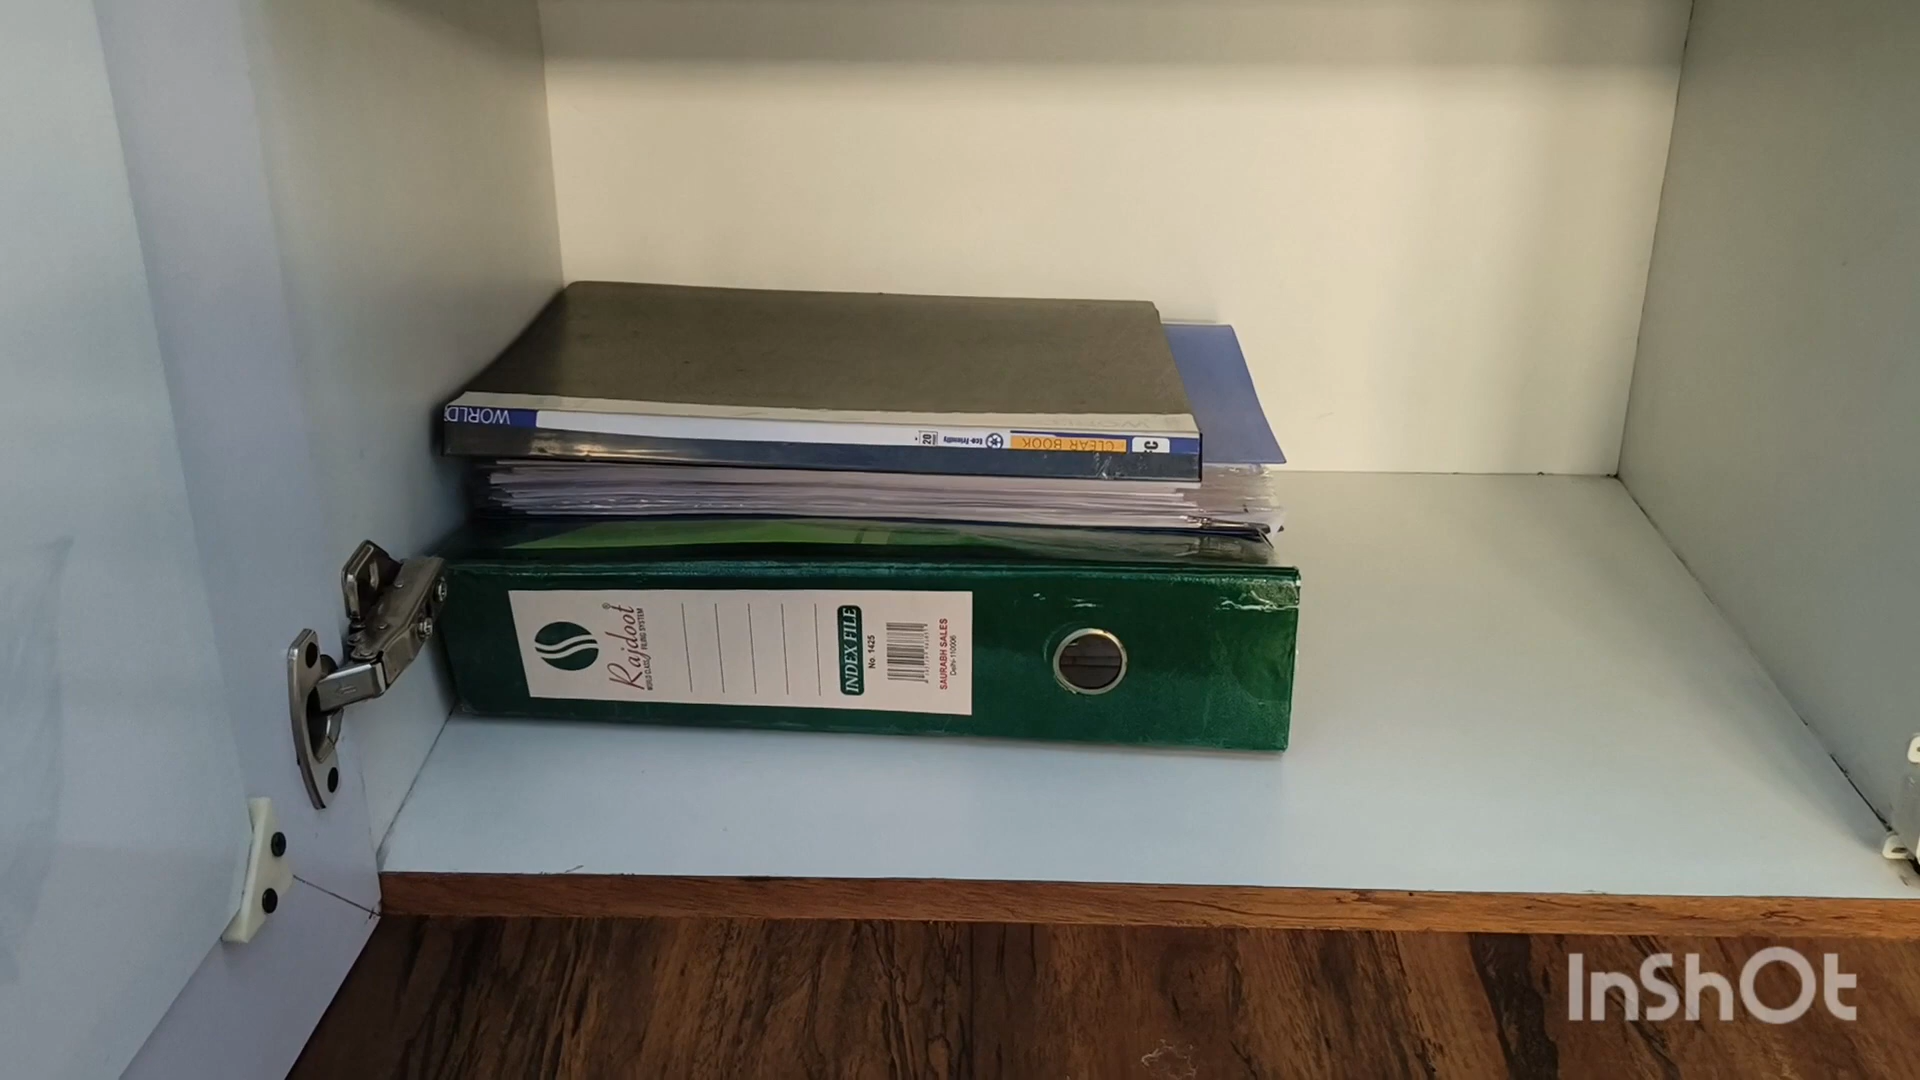 WORLD
20
Eco-Friendly
CLEAR BOOK
Rajdoot®
WORLD CLASS FILING SYSTEM
INDEX FILE
No. 1425
SAURABH SALES
Delhi-110006
InShOt